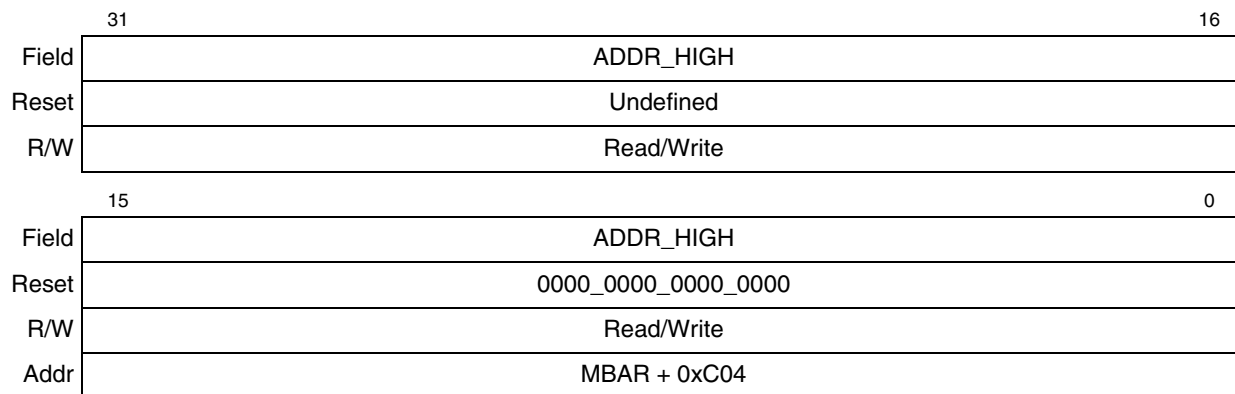 31 16
Field ADDR_HIGH
Reset Undefined
R/W Read/Write
15 0
Field ADDR_HIGH
Reset 0000_0000_0000_0000
R/W Read/Write
Addr MBAR + 0xC04